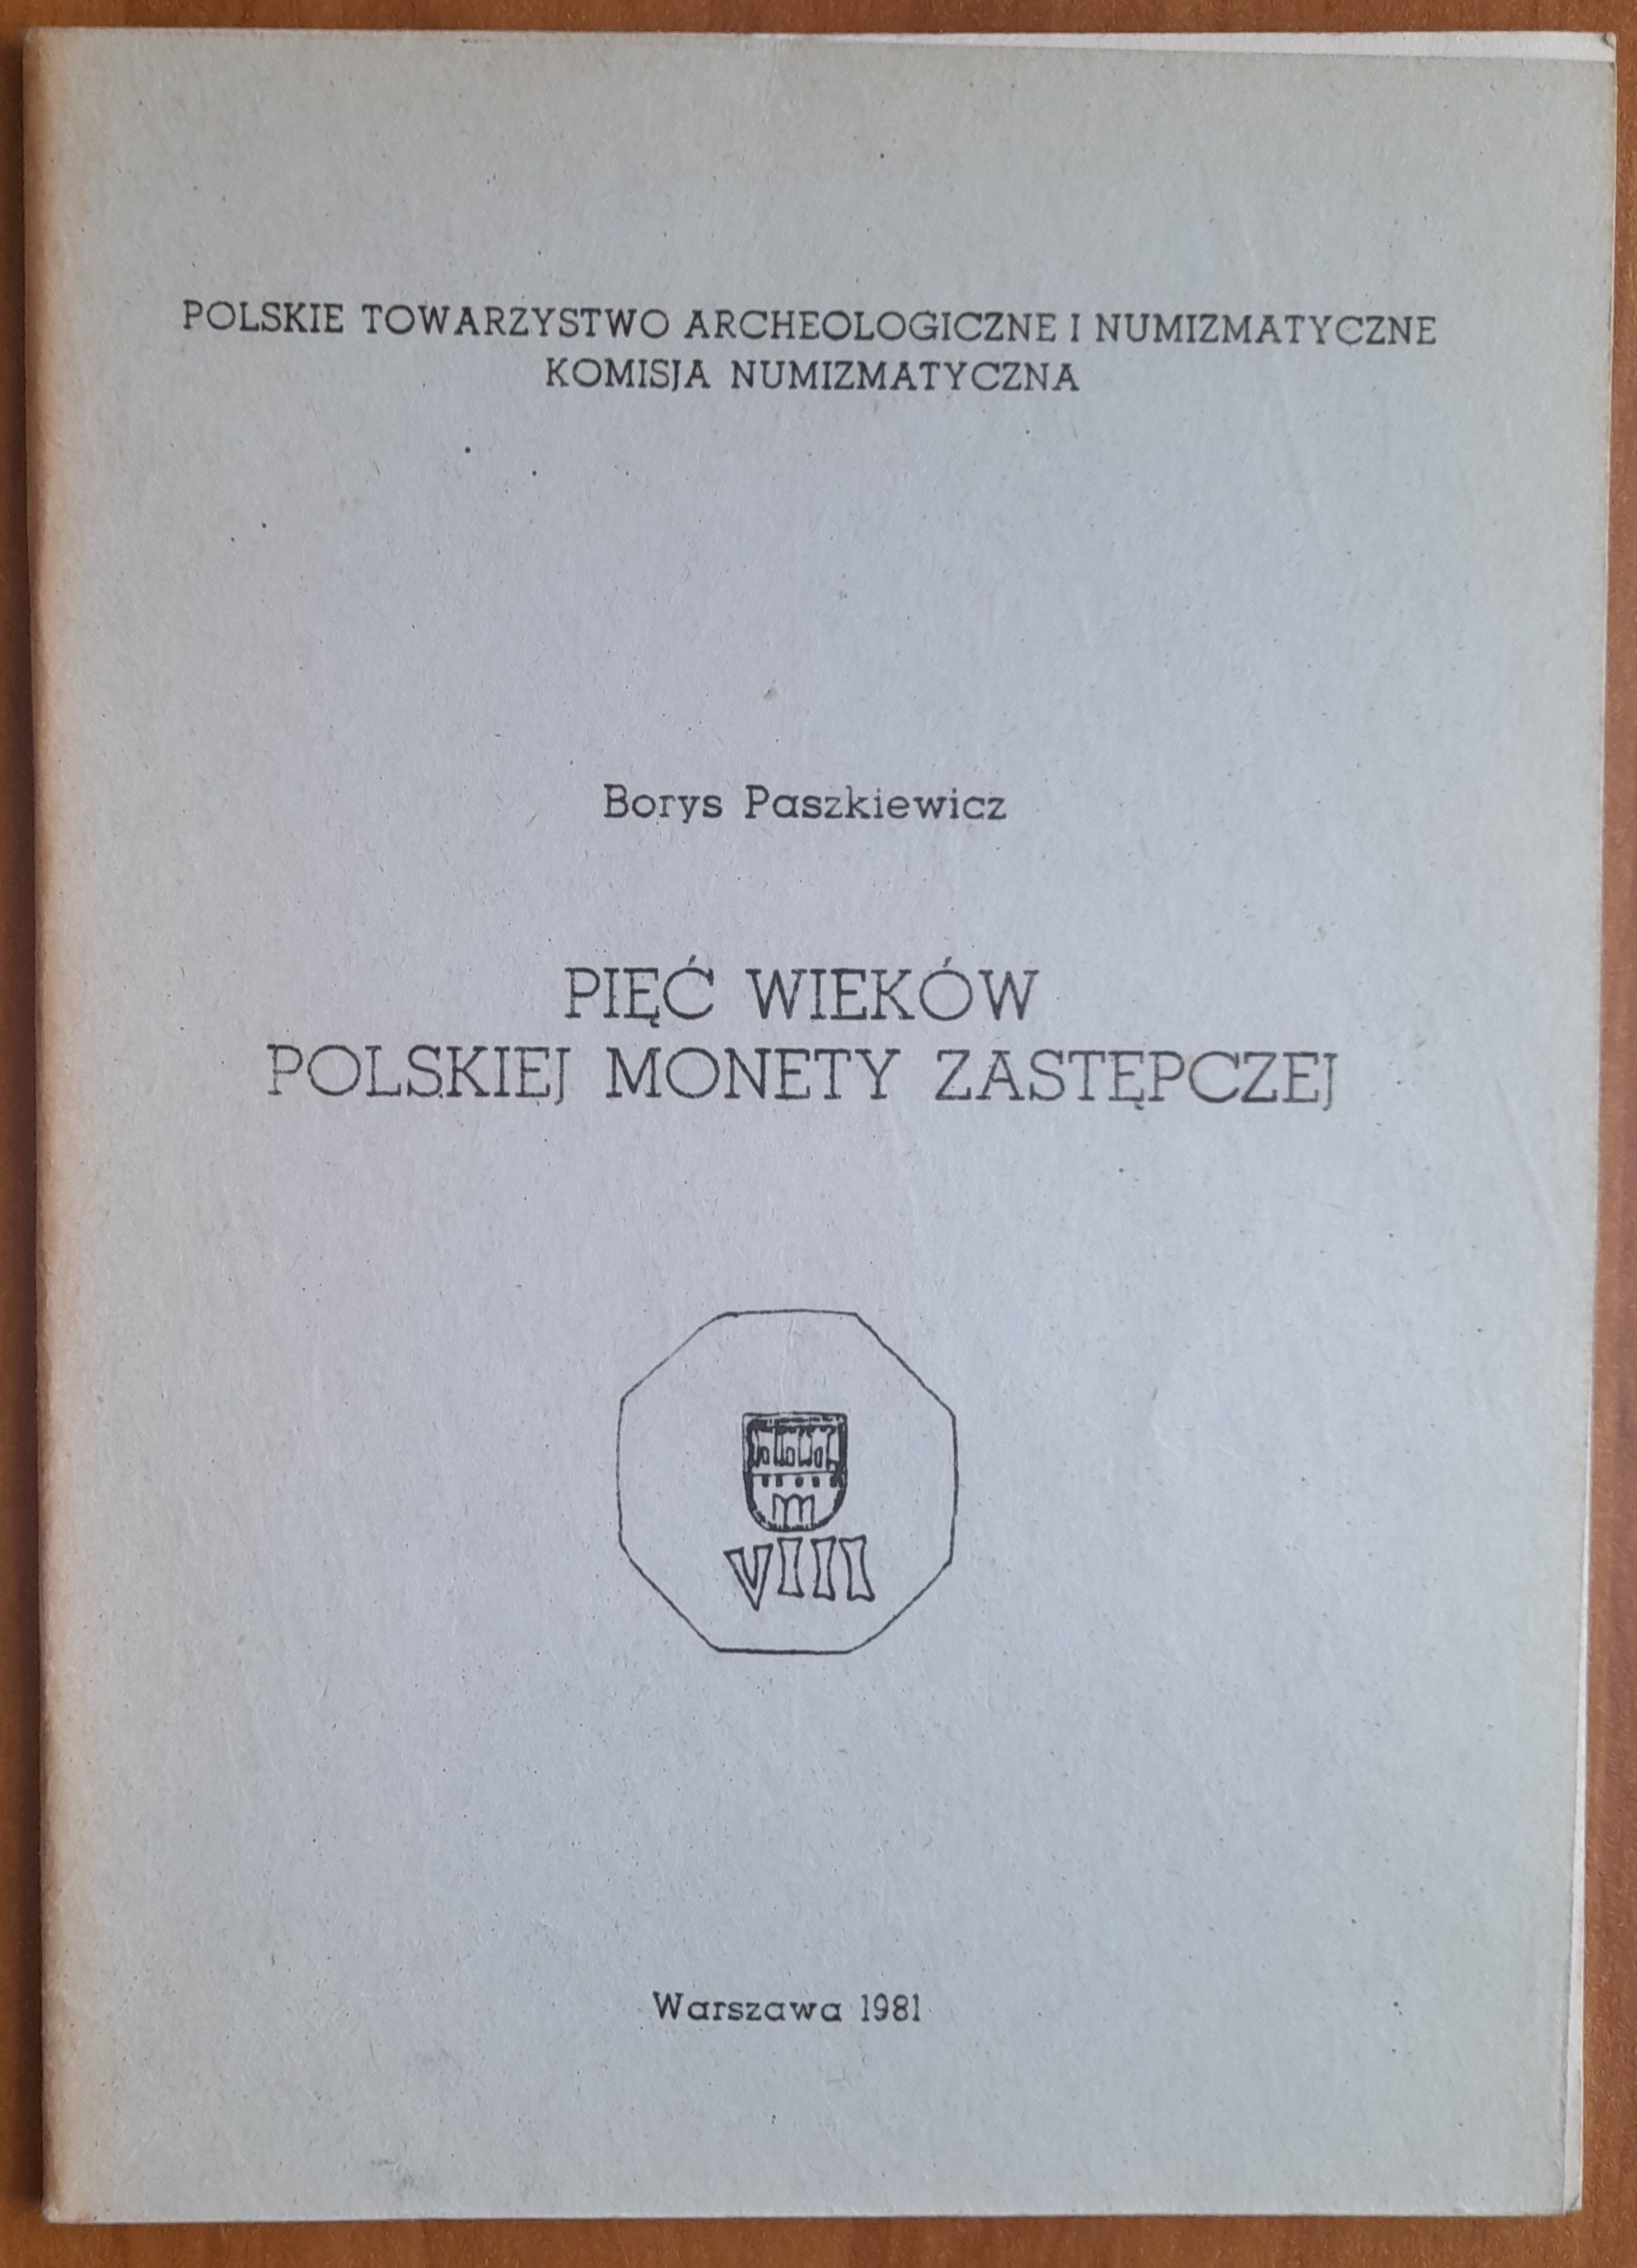 POLSKIE TOWARZYSTWO ARCHEOLOGICZNE I NUMIZMATYCZNE
KOMISJA NUMIZMATYCZNA
Borys Paszkiewicz
PIĘĆ WIEKÓW
POLSKIEJ MONETY ZASTĘPCZEJ
VIII
Warszawa 1981